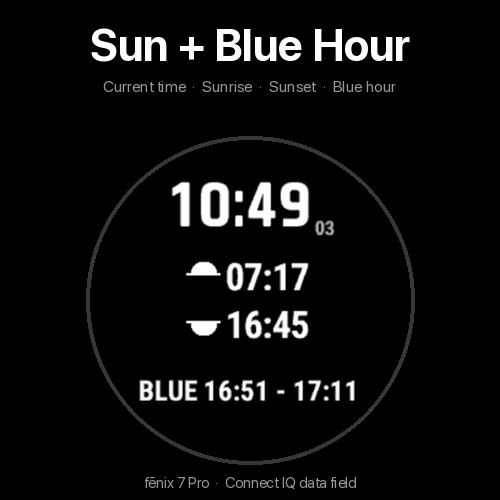 Sun + Blue Hour
Current time · Sunrise · Sunset · Blue hour
10:49 03
07:17
16:45
BLUE 16:51 - 17:11
fēnix 7 Pro · Connect IQ data field